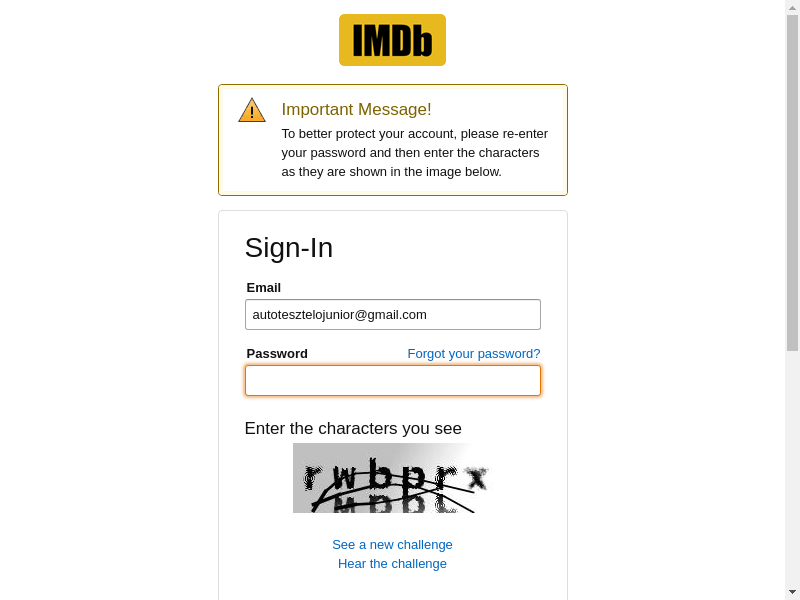 IMDb
Important Message!
To better protect your account, please re-enter
your password and then enter the characters
as they are shown in the image below.
Sign-In
Email
autotesztelojunior@gmail.com
Password Forgot your password?
Enter the characters you see
rwbprx
See a new challenge
Hear the challenge